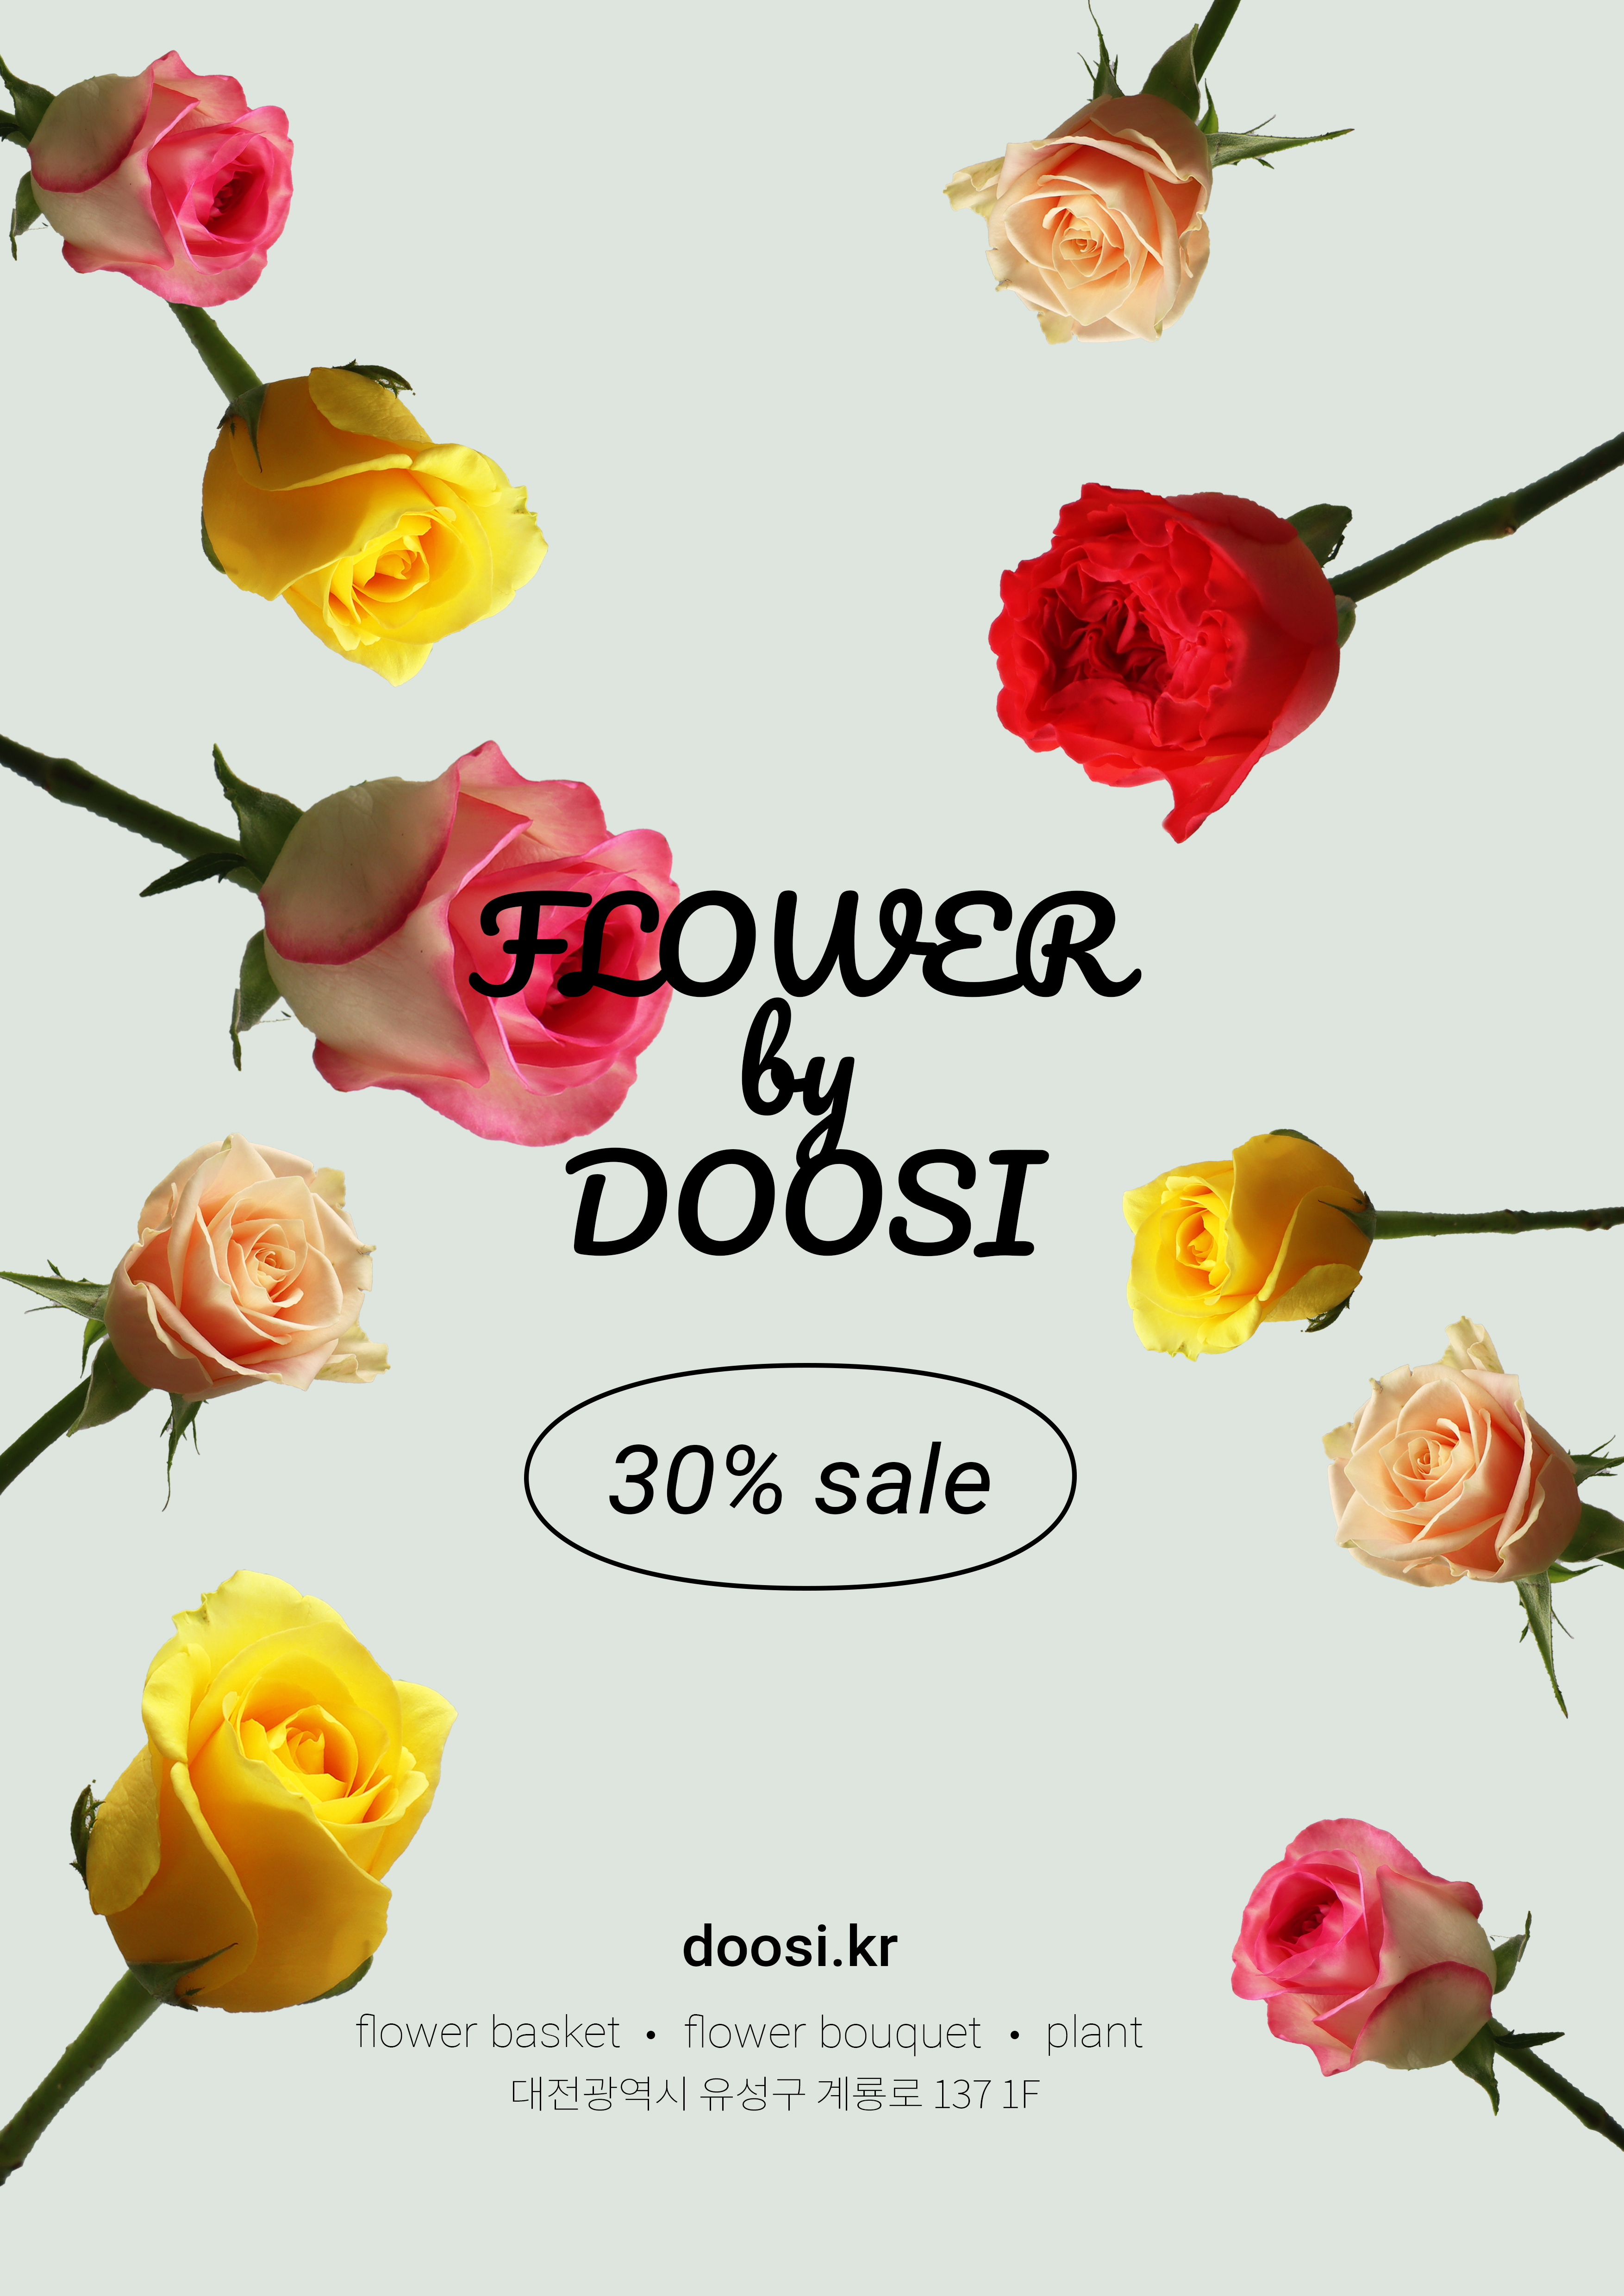 FLOWER
by
DOOSI
30% sale
doosi.kr
flower basket • flower bouquet • plant
대전광역시 유성구 계룡로 137 1F